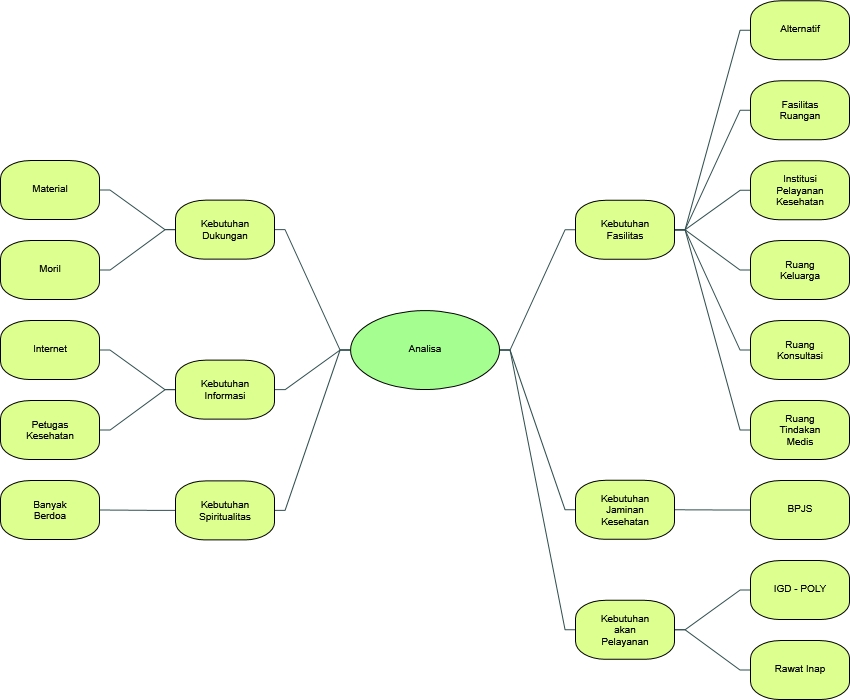 Material
Moril
Internet
Petugas
Kesehatan
Banyak
Berdoa
Kebutuhan
Dukungan
Kebutuhan
Informasi
Kebutuhan
Spiritualitas
Analisa
Kebutuhan
Fasilitas
Kebutuhan
Jaminan
Kesehatan
Kebutuhan
akan
Pelayanan
Alternatif
Fasilitas
Ruangan
Institusi
Pelayanan
Kesehatan
Ruang
Keluarga
Ruang
Konsultasi
Ruang
Tindakan
Medis
BPJS
IGD - POLY
Rawat Inap